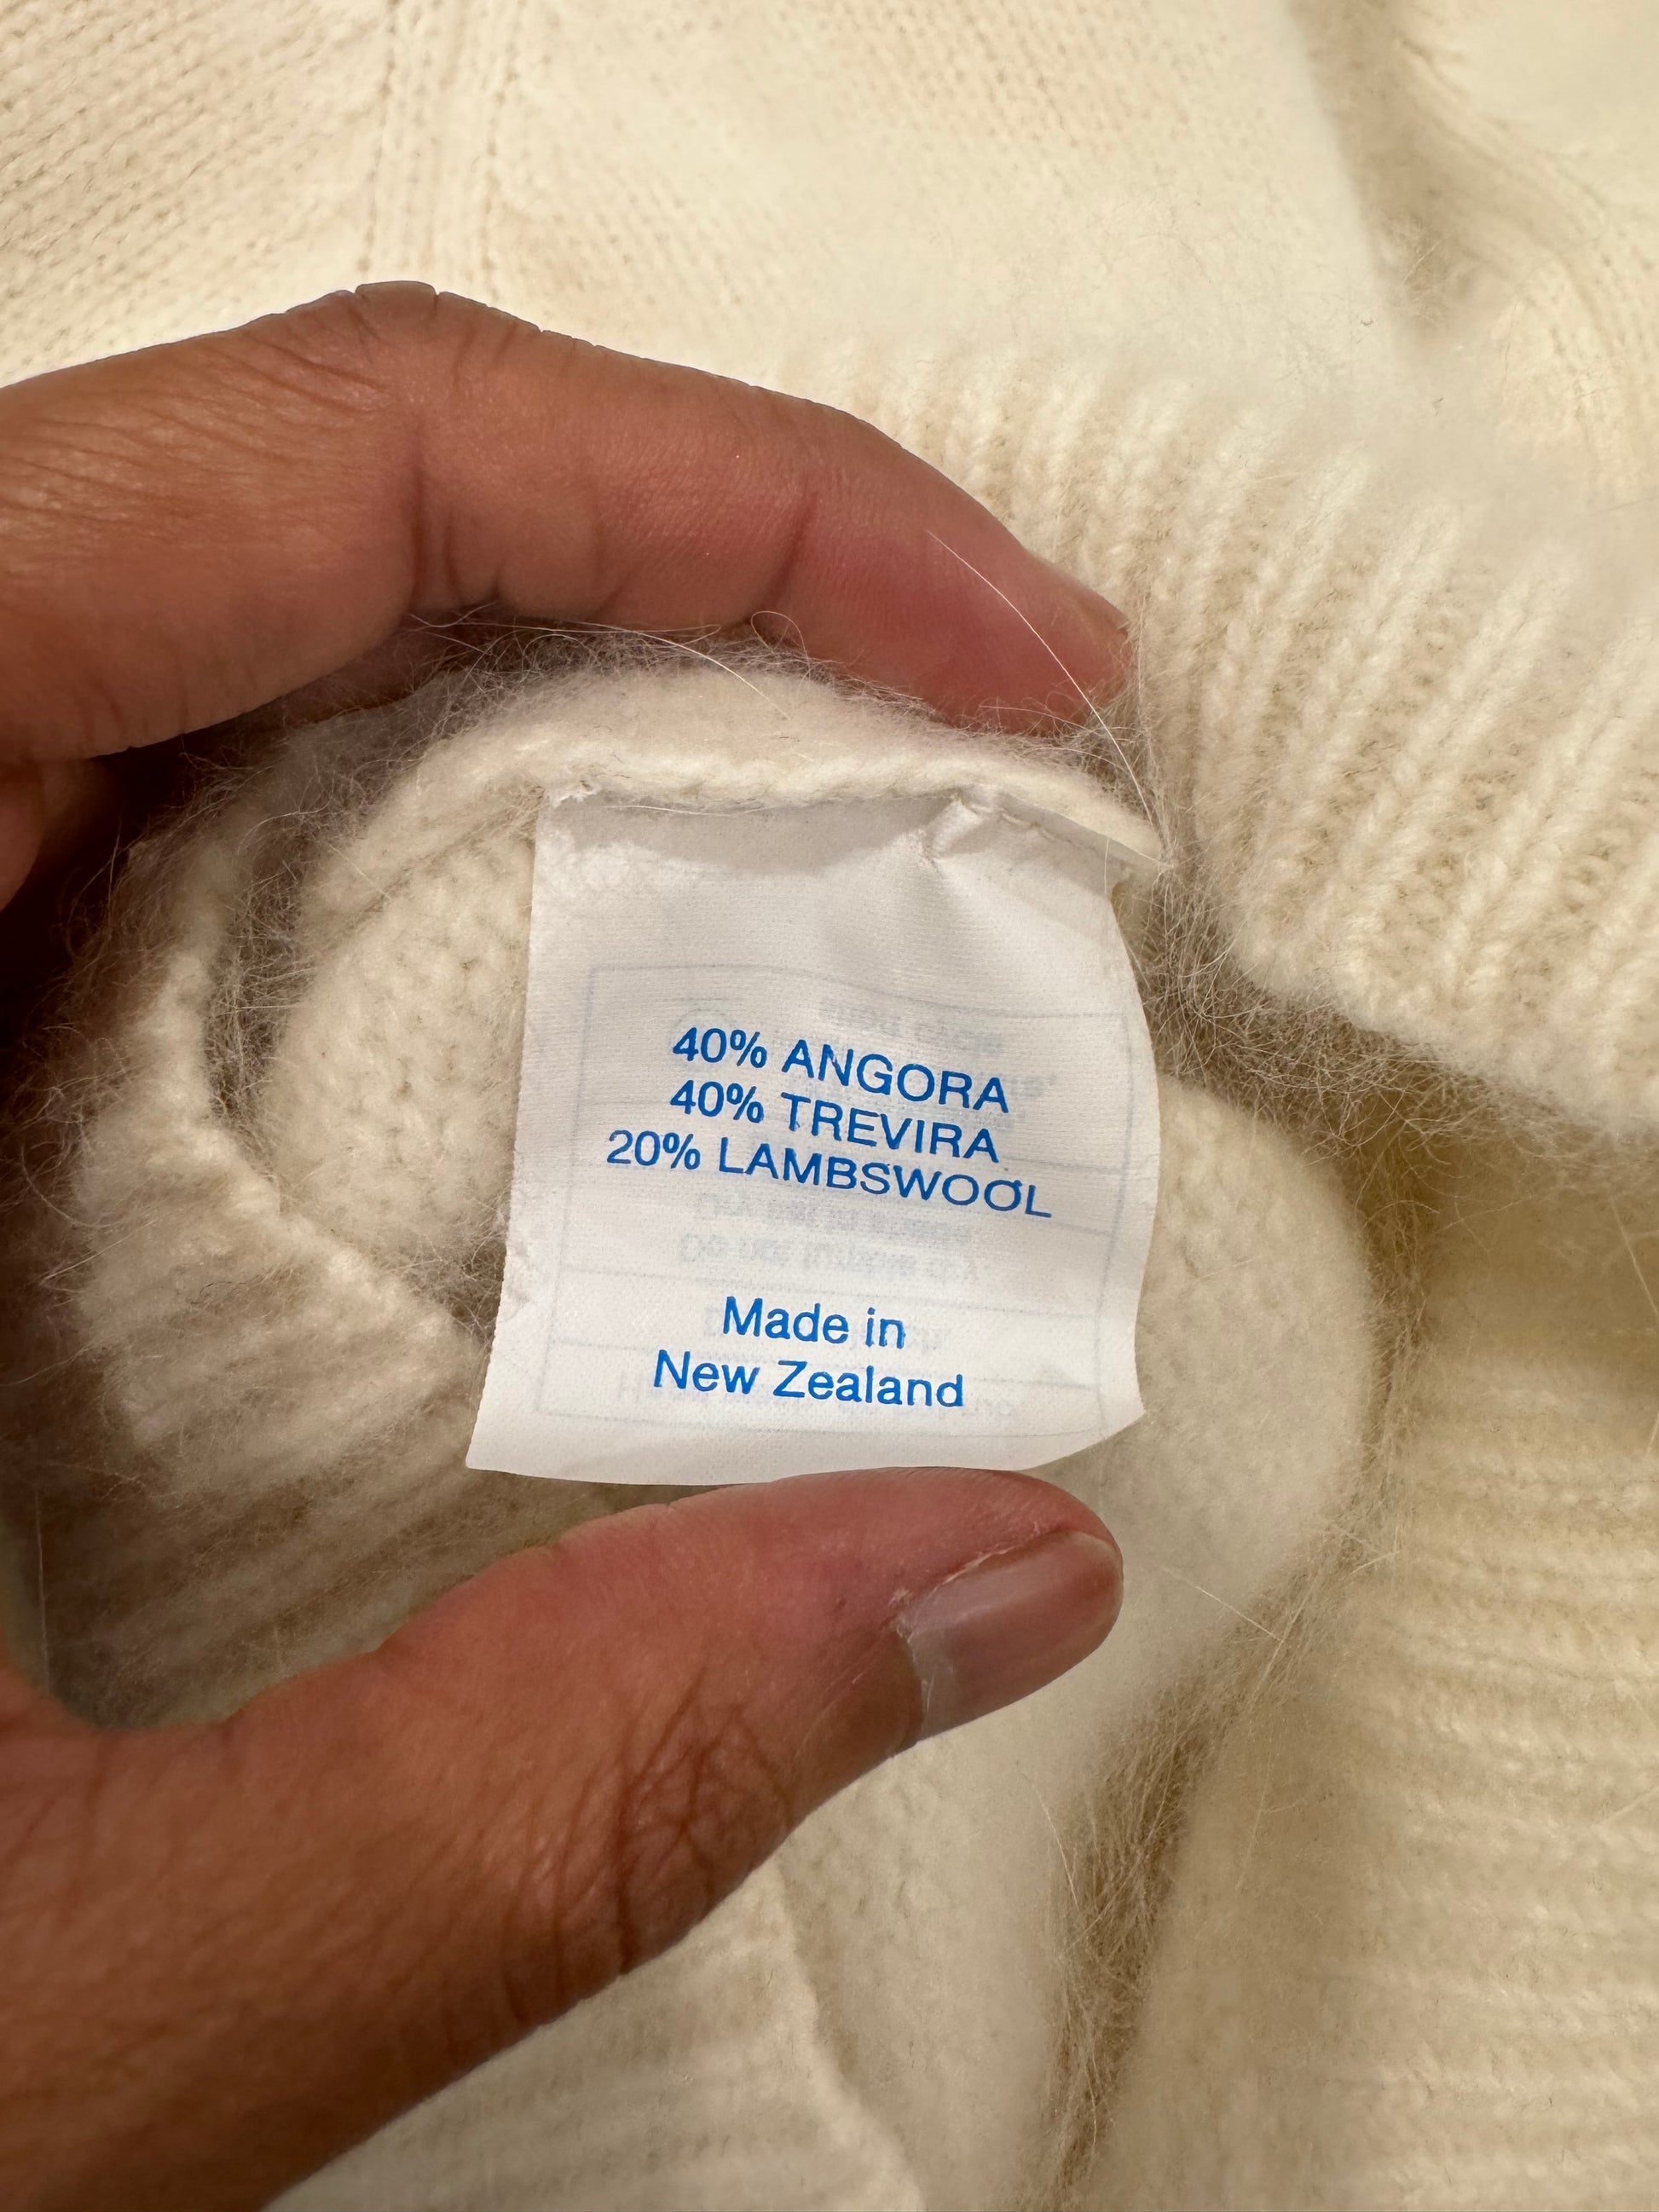 40% ANGORA
40% TREVIRA
20% LAMBSWOOL
Made in
New Zealand